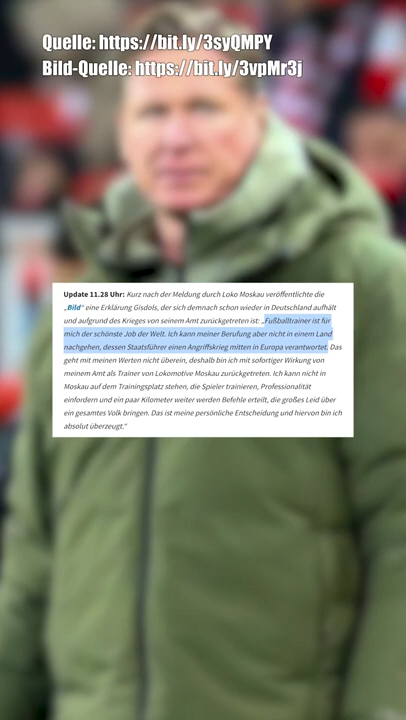 Quelle: https://bit.ly/3syQMPY
Bild-Quelle: https://bit.ly/3vpMr3j
Update 11.28 Uhr: Kurz nach der Meldung durch Loko Moskau veröffentlichte die
„Bild“ eine Erklärung Gisdols, der sich demnach schon wieder in Deutschland aufhält
und aufgrund des Krieges von seinem Amt zurückgetreten ist: „Fußballtrainer ist für
mich der schönste Job der Welt. Ich kann meiner Berufung aber nicht in einem Land
nachgehen, dessen Staatsführer einen Angriffskrieg mitten in Europa verantwortet. Das
geht mit meinen Werten nicht überein, deshalb bin ich mit sofortiger Wirkung von
meinem Amt als Trainer von Lokomotive Moskau zurückgetreten. Ich kann nicht in
Moskau auf dem Trainingsplatz stehen, die Spieler trainieren, Professionalität
einfordern und ein paar Kilometer weiter werden Befehle erteilt, die großes Leid über
ein gesamtes Volk bringen. Das ist meine persönliche Entscheidung und hiervon bin ich
absolut überzeugt.“